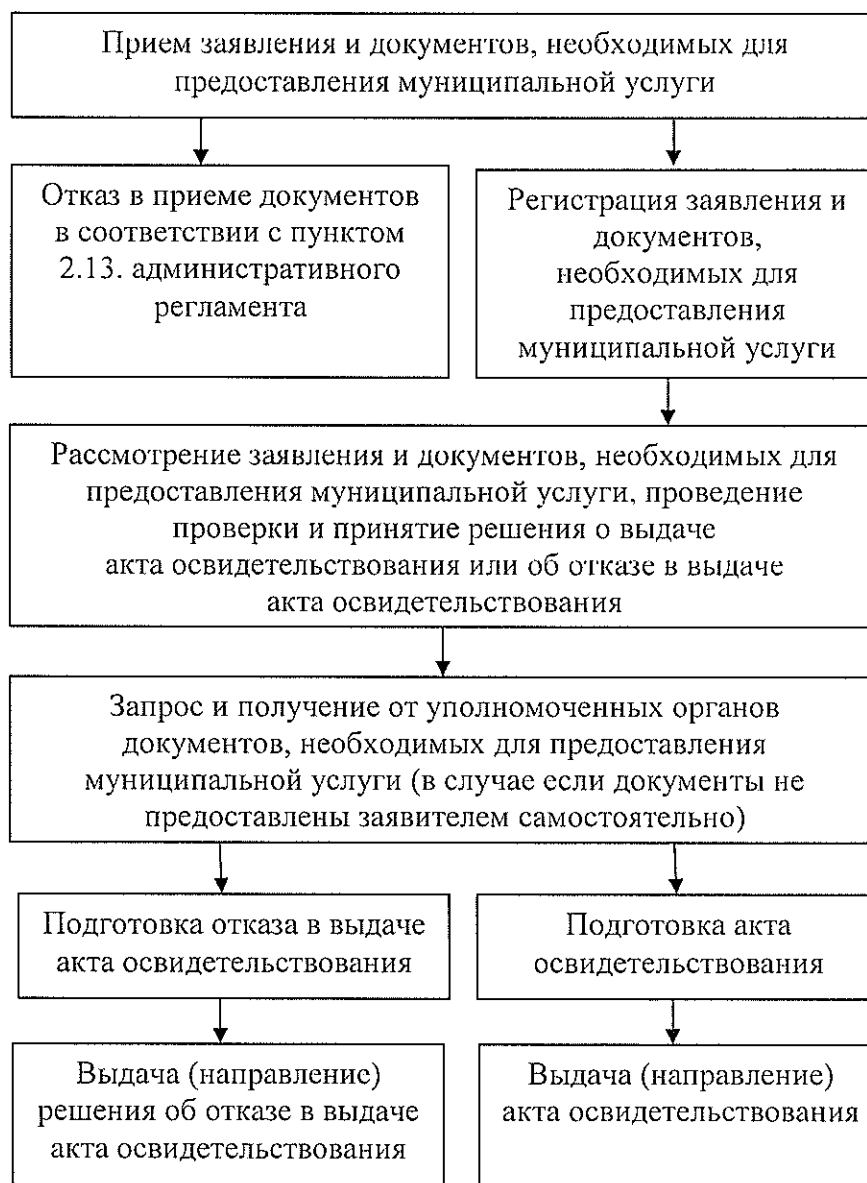 Прием заявления и документов, необходимых для
предоставления муниципальной услуги
Отказ в приеме документов
в соответствии с пунктом
2.13. административного
регламента
Регистрация заявления и
документов,
необходимых для
предоставления
муниципальной услуги
Рассмотрение заявления и документов, необходимых для
предоставления муниципальной услуги, проведение
проверки и принятие решения о выдаче
акта освидетельствования или об отказе в выдаче
акта освидетельствования
Запрос и получение от уполномоченных органов
документов, необходимых для предоставления
муниципальной услуги (в случае если документы не
предоставлены заявителем самостоятельно)
Подготовка отказа в выдаче
акта освидетельствования
Подготовка акта
освидетельствования
Выдача (направление)
решения об отказе в выдаче
акта освидетельствования
Выдача (направление)
акта освидетельствования